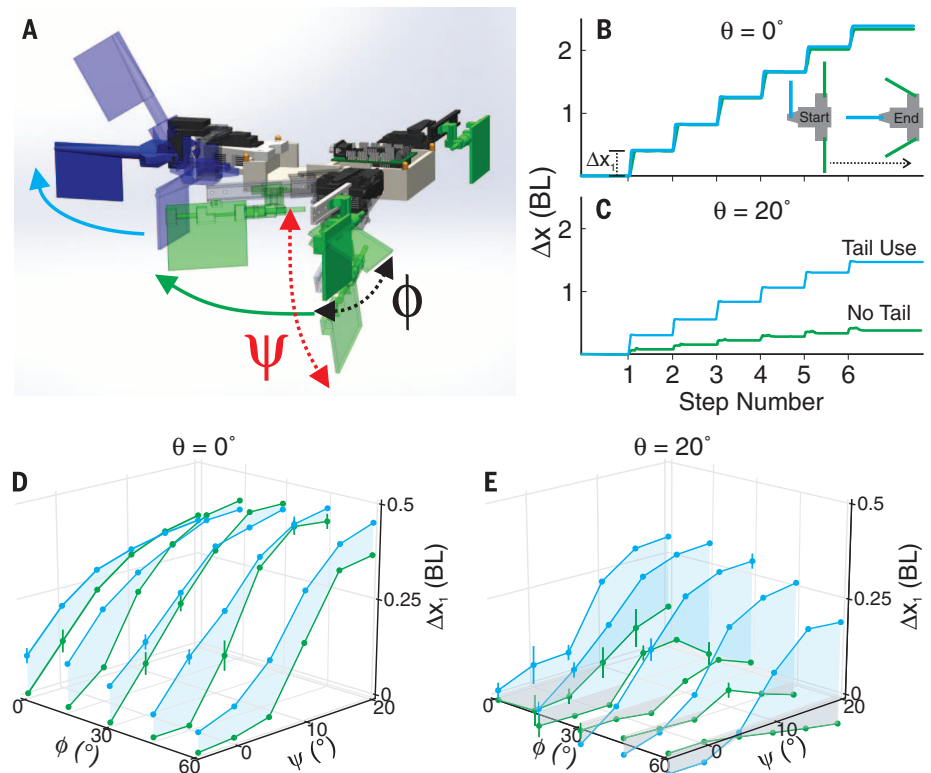 A
ϕ
ψ
B
θ = 0°
2
1
Δx₁
Start
End
Δx (BL)
C
θ = 20°
2
1
Tail Use
No Tail
1 2 3 4 5 6
Step Number
D
θ = 0°
0.5
0.25
0
Δx₁ (BL)
0
30
60
ϕ (°)
0
10
20
ψ (°)
E
θ = 20°
0.5
0.25
0
Δx₁ (BL)
0
30
60
ϕ (°)
0
10
20
ψ (°)